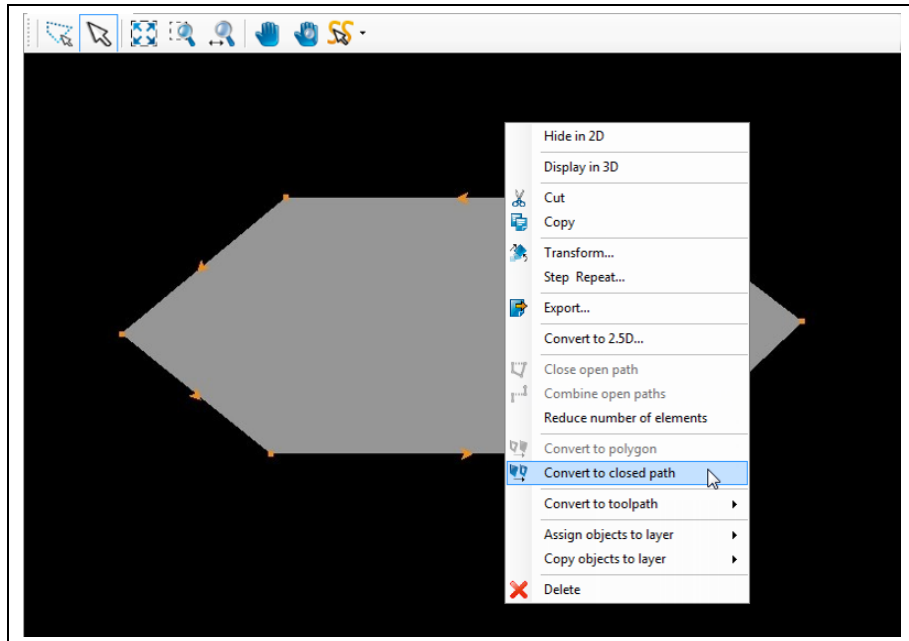 Hide in 2D
Display in 3D
Cut
Copy
Transform...
Step Repeat...
Export...
Convert to 2.5D...
Close open path
Combine open paths
Reduce number of elements
Convert to polygon
Convert to closed path
Convert to toolpath
Assign objects to layer
Copy objects to layer
Delete